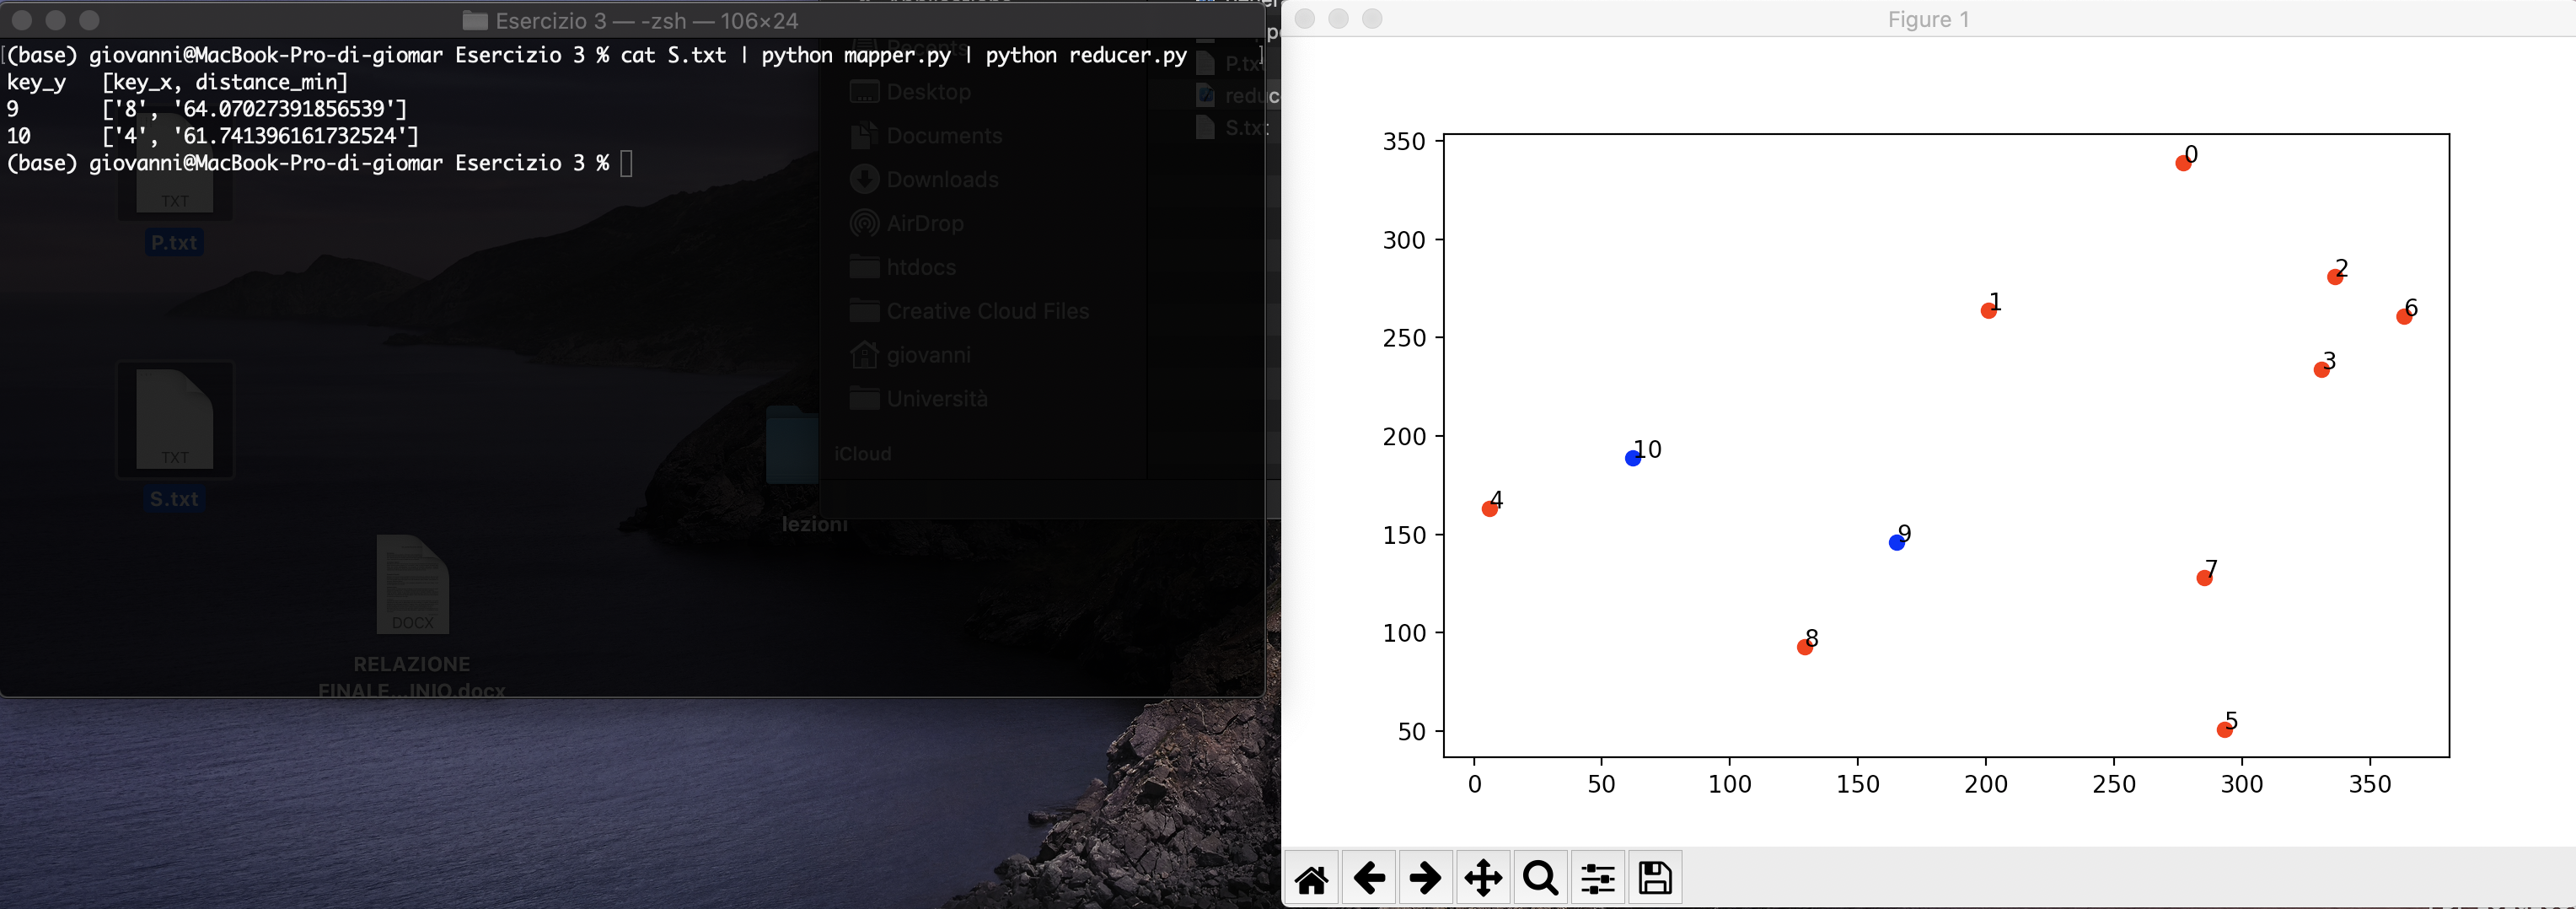 Esercizio 3 — -zsh — 106×24
(base) giovanni@MacBook-Pro-di-giomar Esercizio 3 % cat S.txt | python mapper.py | python reducer.py
key_y [key_x, distance_min]
9 ['8', '64.07027391856539']
10 ['4', '61.741396161732524']
(base) giovanni@MacBook-Pro-di-giomar Esercizio 3 %
Recents
Desktop
Documents
Downloads
AirDrop
htdocs
Creative Cloud Files
giovanni
Università
iCloud
P.txt
reduc
S.txt
TXT
P.txt
TXT
S.txt
lezioni
DOCX
RELAZIONE
FINALE...INIO.docx
Figure 1
350
300
250
200
150
100
50
0
50
100
150
200
250
300
350
0
2
1
6
3
10
4
9
7
8
5